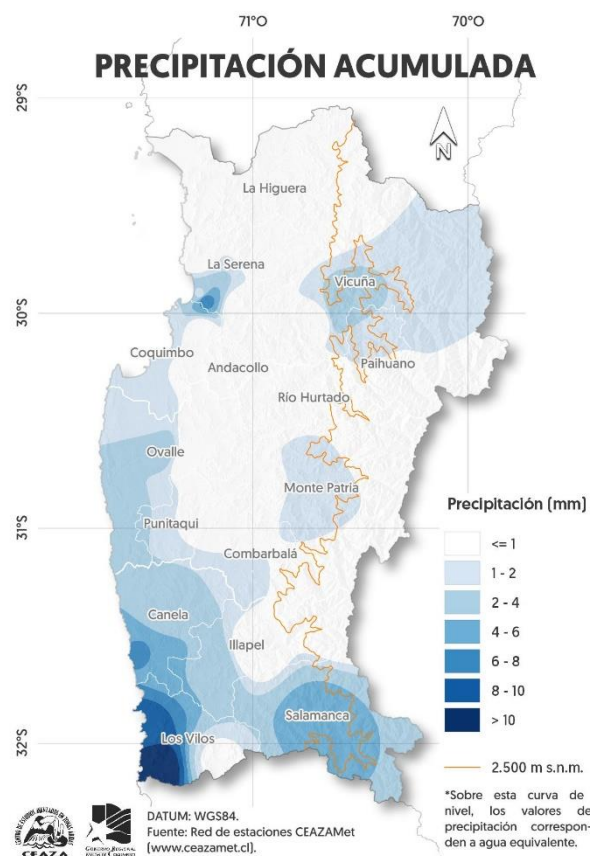 71°O
70°O
PRECIPITACIÓN ACUMULADA
29°S
N
La Higuera
La Serena
Vicuña
30°S
Coquimbo
Andacollo
Paihuano
Río Hurtado
Ovalle
Monte Patria
Precipitación (mm)
Punitaqui
31°S
Combarbalá
<= 1
1 - 2
Canela
2 - 4
4 - 6
Illapel
6 - 8
8 - 10
Salamanca
> 10
Los Vilos
32°S
2.500 m s.n.m.
*Sobre esta curva de
nivel, los valores de
precipitación correspon-
den a agua equivalente.
DATUM: WGS84.
Fuente: Red de estaciones CEAZAMet
(www.ceazamet.cl).
CEAZA
GOBIERNO REGIONAL